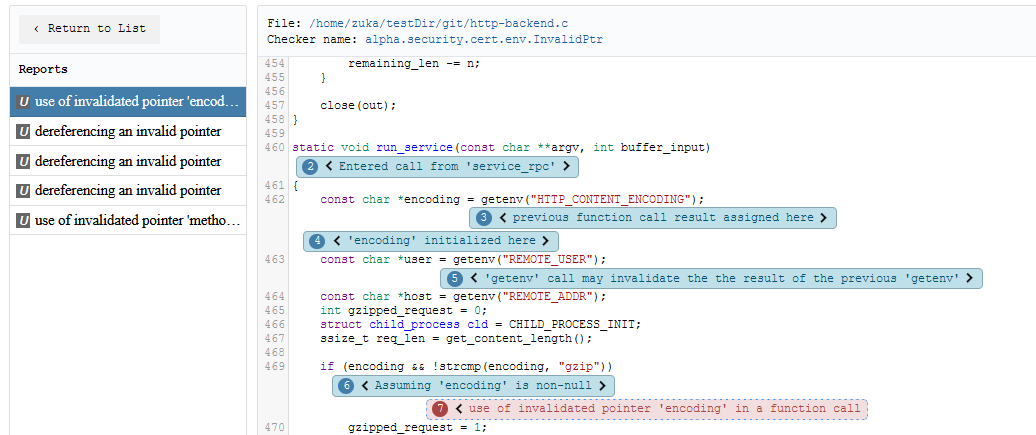 ‹ Return to List
Reports
U use of invalidated pointer 'encod...
U dereferencing an invalid pointer
U dereferencing an invalid pointer
U dereferencing an invalid pointer
U use of invalidated pointer 'metho...
File: /home/zuka/testDir/git/http-backend.c
Checker name: alpha.security.cert.env.InvalidPtr
454 remaining_len -= n;
455 }
456
457 close(out);
458 }
459
460 static void run_service(const char **argv, int buffer_input)
2 < Entered call from 'service_rpc' >
461 {
462 const char *encoding = getenv("HTTP_CONTENT_ENCODING");
3 < previous function call result assigned here >
4 < 'encoding' initialized here >
463 const char *user = getenv("REMOTE_USER");
5 < 'getenv' call may invalidate the the result of the previous 'getenv' >
464 const char *host = getenv("REMOTE_ADDR");
465 int gzipped_request = 0;
466 struct child_process cld = CHILD_PROCESS_INIT;
467 ssize_t req_len = get_content_length();
468
469 if (encoding && !strcmp(encoding, "gzip"))
6 < Assuming 'encoding' is non-null >
7 < use of invalidated pointer 'encoding' in a function call
470 gzipped_request = 1;